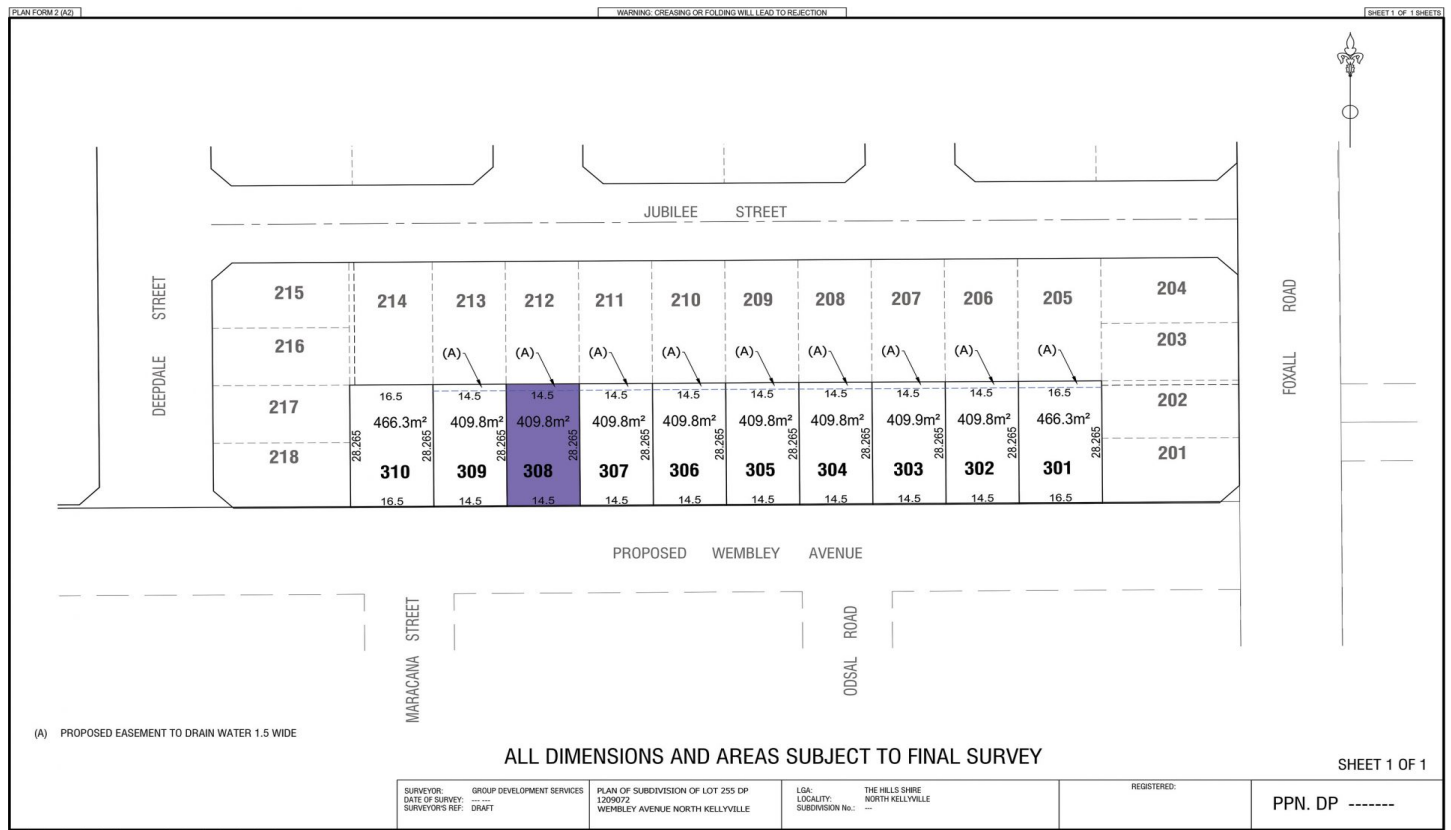 PLAN FORM 2 (A2)
WARNING: CREASING OR FOLDING WILL LEAD TO REJECTION
SHEET 1 OF 1 SHEETS
JUBILEE STREET
DEEPDALE STREET
FOXALL ROAD
215
214
213
212
211
210
209
208
207
206
205
204
216
203
(A)
(A)
(A)
(A)
(A)
(A)
(A)
(A)
(A)
217
202
218
201
16.5
14.5
14.5
14.5
14.5
14.5
14.5
14.5
14.5
16.5
466.3m²
409.8m²
409.8m²
409.8m²
409.8m²
409.8m²
409.8m²
409.9m²
409.8m²
466.3m²
28.265
28.265
28.265
28.265
28.265
28.265
28.265
28.265
28.265
28.265
28.265
310
309
308
307
306
305
304
303
302
301
16.5
14.5
14.5
14.5
14.5
14.5
14.5
14.5
14.5
16.5
PROPOSED WEMBLEY AVENUE
MARACANA STREET
ODSAL ROAD
(A) PROPOSED EASEMENT TO DRAIN WATER 1.5 WIDE
ALL DIMENSIONS AND AREAS SUBJECT TO FINAL SURVEY
SHEET 1 OF 1
SURVEYOR: GROUP DEVELOPMENT SERVICES
DATE OF SURVEY: --- ---
SURVEYOR'S REF: DRAFT
PLAN OF SUBDIVISION OF LOT 255 DP
1209072
WEMBLEY AVENUE NORTH KELLYVILLE
LGA: THE HILLS SHIRE
LOCALITY: NORTH KELLYVILLE
SUBDIVISION No.: ---
REGISTERED:
PPN. DP -------